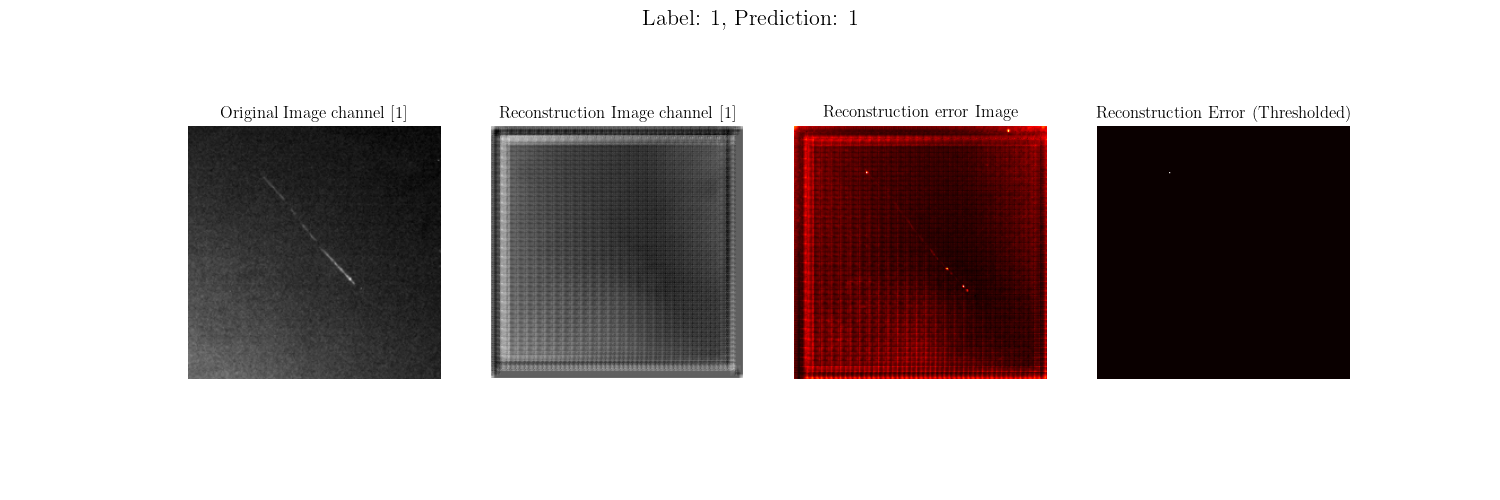 Label: 1, Prediction: 1
Original Image channel [1]
Reconstruction Image channel [1]
Reconstruction error Image
Reconstruction Error (Thresholded)